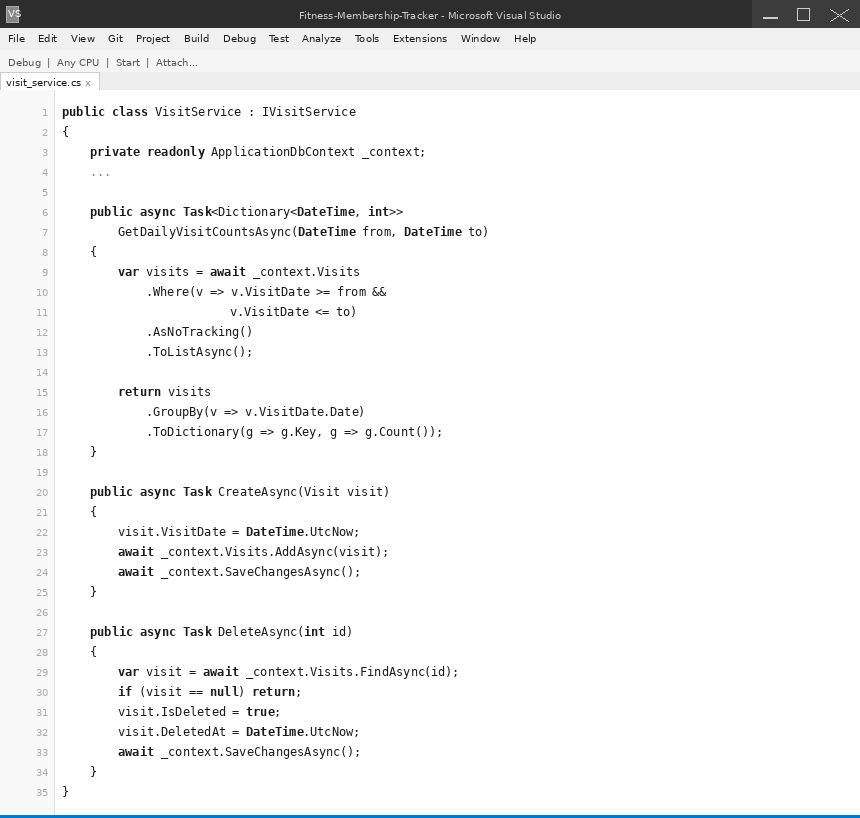 VS
Fitness-Membership-Tracker - Microsoft Visual Studio
File Edit View Git Project Build Debug Test Analyze Tools Extensions Window Help
Debug | Any CPU | Start | Attach...
visit_service.cs ×
1 public class VisitService : IVisitService
2 {
3     private readonly ApplicationDbContext _context;
4     ...
5
6     public async Task<Dictionary<DateTime, int>>
7         GetDailyVisitCountsAsync(DateTime from, DateTime to)
8     {
9         var visits = await _context.Visits
10             .Where(v => v.VisitDate >= from &&
11                         v.VisitDate <= to)
12             .AsNoTracking()
13             .ToListAsync();
14
15         return visits
16             .GroupBy(v => v.VisitDate.Date)
17             .ToDictionary(g => g.Key, g => g.Count());
18     }
19
20     public async Task CreateAsync(Visit visit)
21     {
22         visit.VisitDate = DateTime.UtcNow;
23         await _context.Visits.AddAsync(visit);
24         await _context.SaveChangesAsync();
25     }
26
27     public async Task DeleteAsync(int id)
28     {
29         var visit = await _context.Visits.FindAsync(id);
30         if (visit == null) return;
31         visit.IsDeleted = true;
32         visit.DeletedAt = DateTime.UtcNow;
33         await _context.SaveChangesAsync();
34     }
35 }